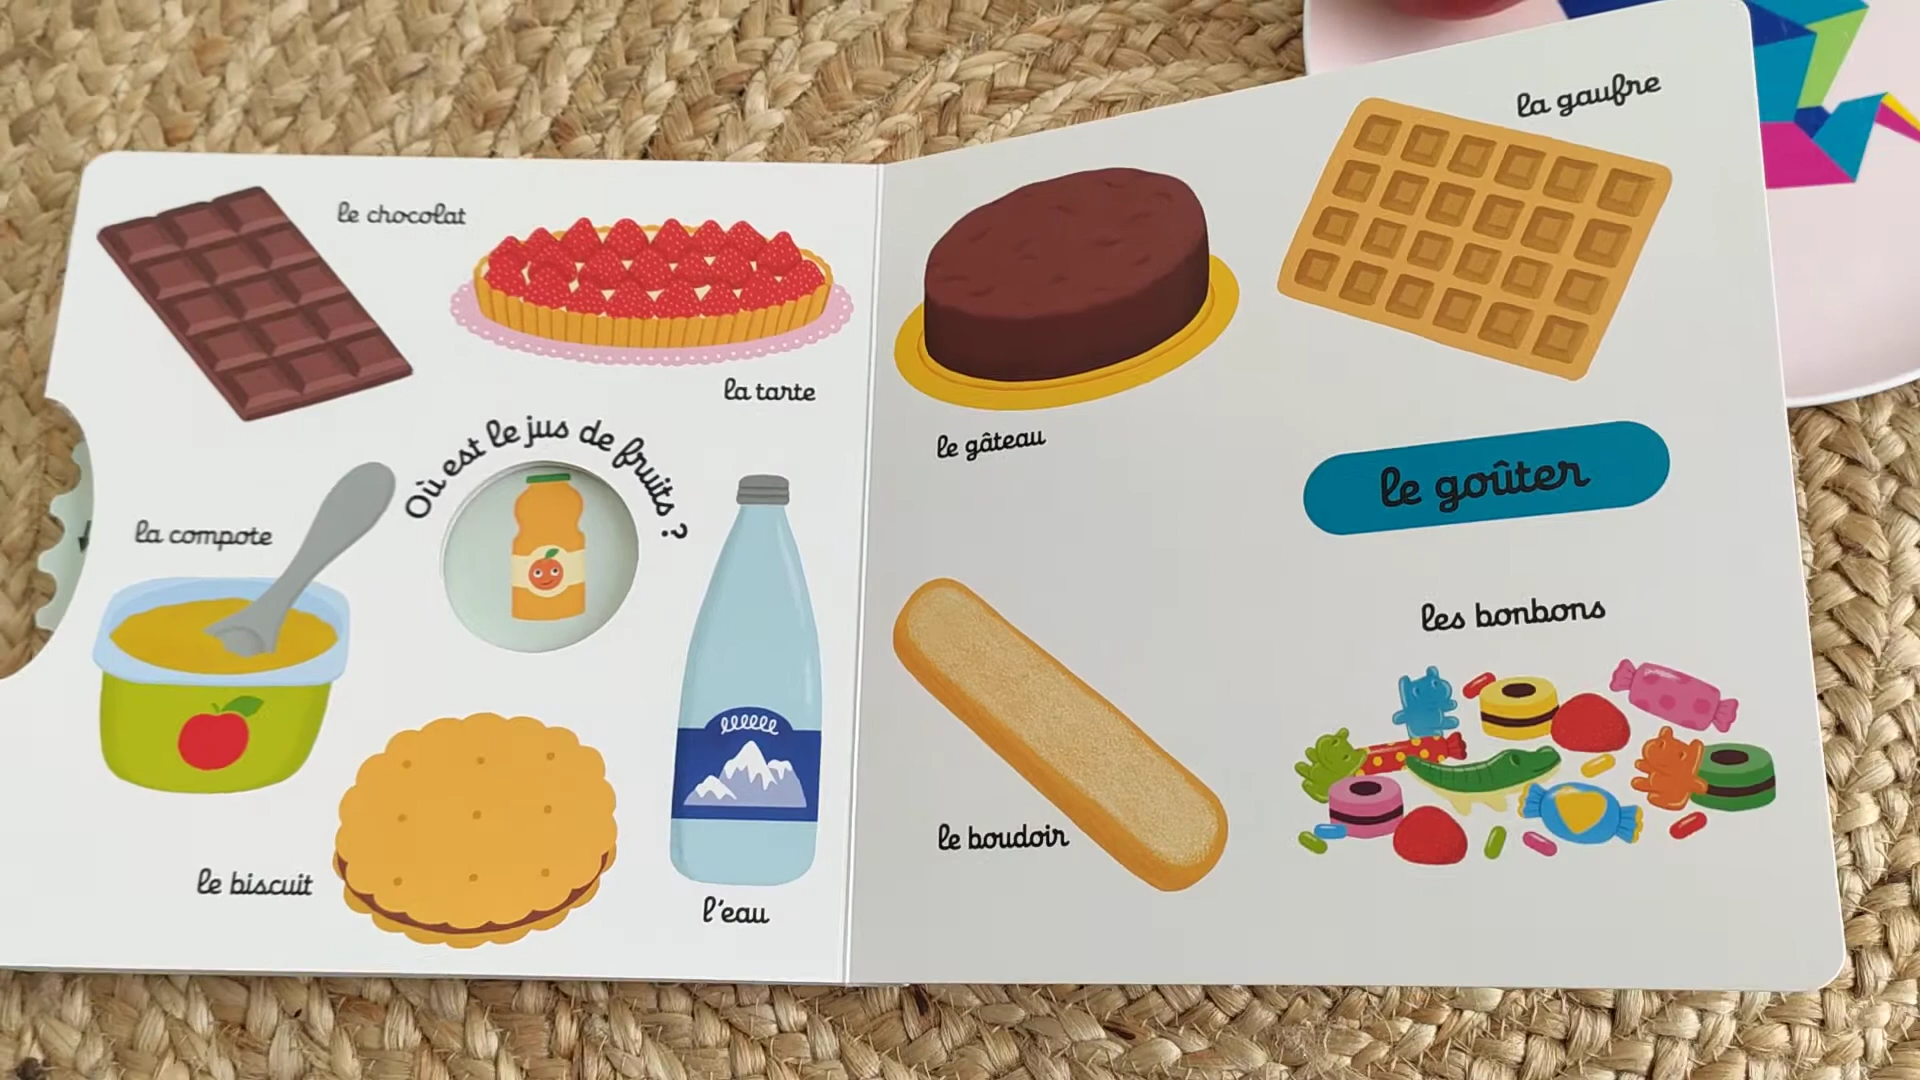 le chocolat
la tarte
Où est le jus de fruits ?
la compote
le biscuit
l'eau
la gaufre
le gâteau
le goûter
les bonbons
le boudoir